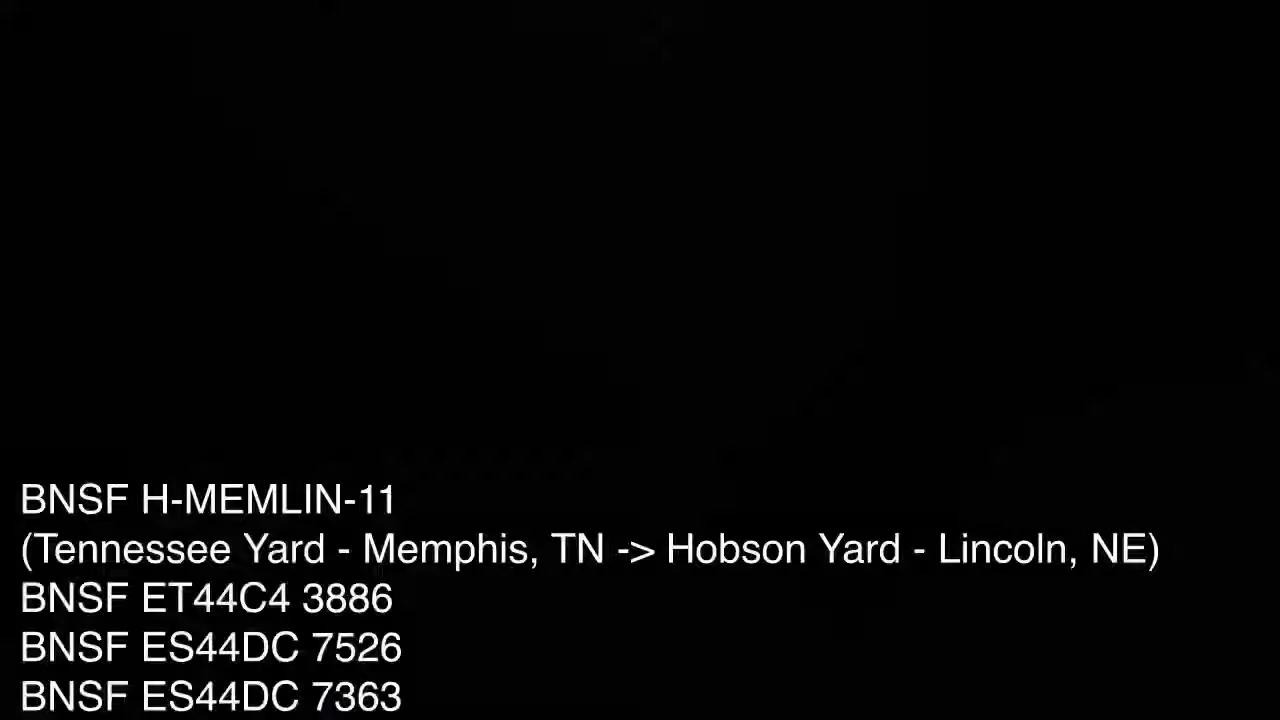 BNSF H-MEMLIN-11
(Tennessee Yard - Memphis, TN -> Hobson Yard - Lincoln, NE)
BNSF ET44C4 3886
BNSF ES44DC 7526
BNSF ES44DC 7363